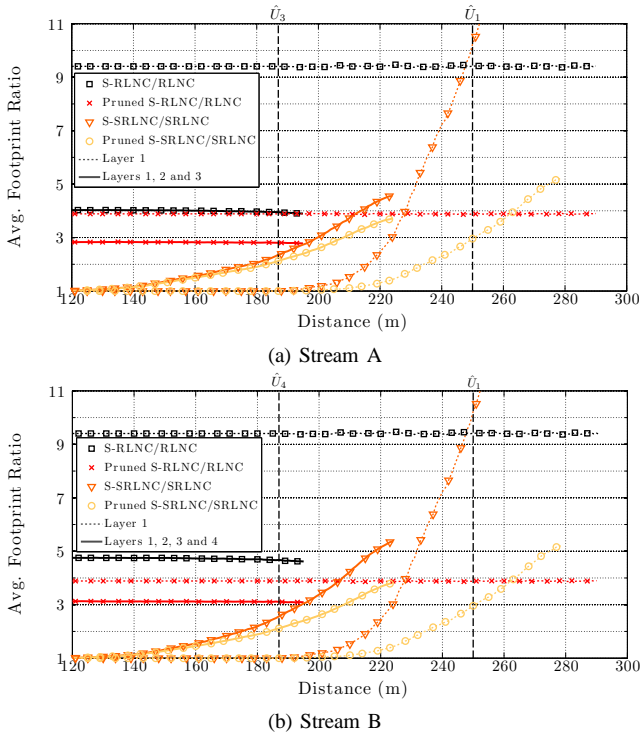 Û₃ Û₁
11
9
7
5
3
1
Avg. Footprint Ratio
S-RLNC/RLNC
Pruned S-RLNC/RLNC
S-SRLNC/SRLNC
Pruned S-SRLNC/SRLNC
Layer 1
Layers 1, 2 and 3
120 140 160 180 200 220 240 260 280 300
Distance (m)
(a) Stream A
Û₄ Û₁
11
9
7
5
3
1
Avg. Footprint Ratio
S-RLNC/RLNC
Pruned S-RLNC/RLNC
S-SRLNC/SRLNC
Pruned S-SRLNC/SRLNC
Layer 1
Layers 1, 2, 3 and 4
120 140 160 180 200 220 240 260 280 300
Distance (m)
(b) Stream B